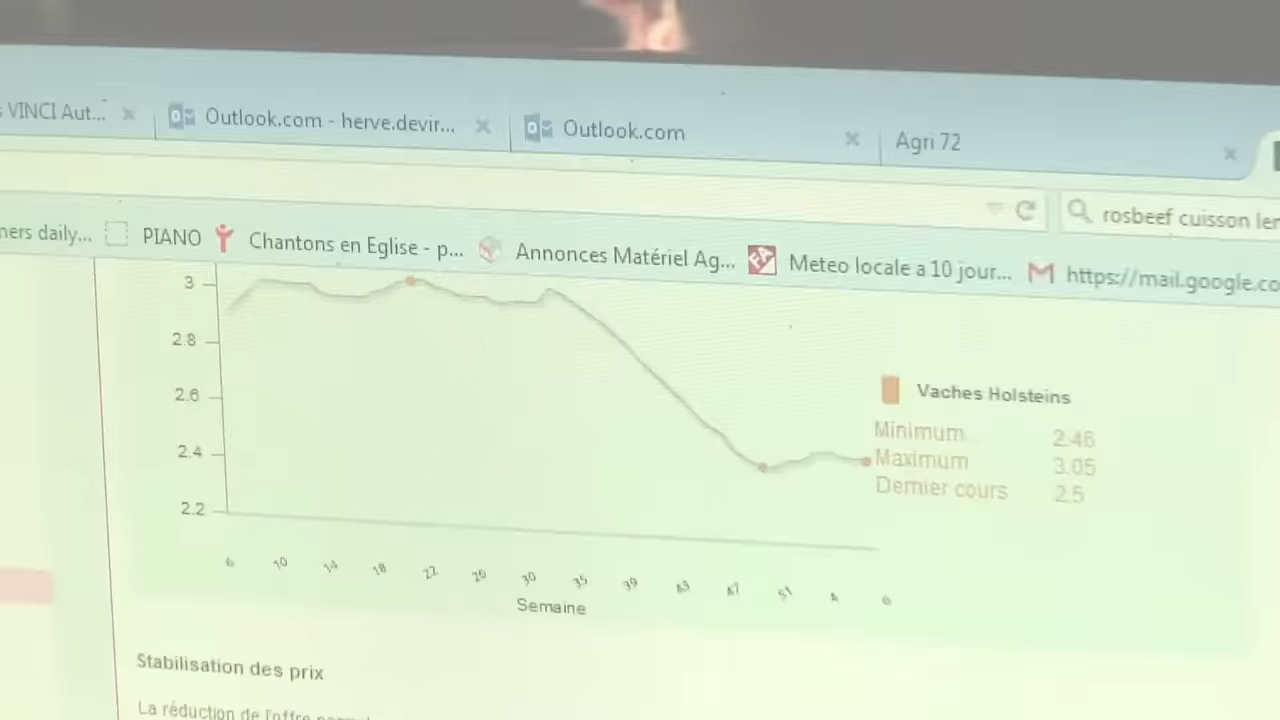 VINCI Aut... Outlook.com - herve.devir... Outlook.com Agri 72
rosbeef cuisson ler
ners daily... PIANO Chantons en Eglise - p... Annonces Matériel Ag... Meteo locale a 10 jour... https://mail.google.co
3
2.8
2.6
2.4
2.2
Vaches Holsteins
Minimum 2.46
Maximum 3.05
Dernier cours 2.5
6 10 14 18 22 26 30 35 39 43 47 51 4 6
Semaine
Stabilisation des prix
La réduction de l'offre